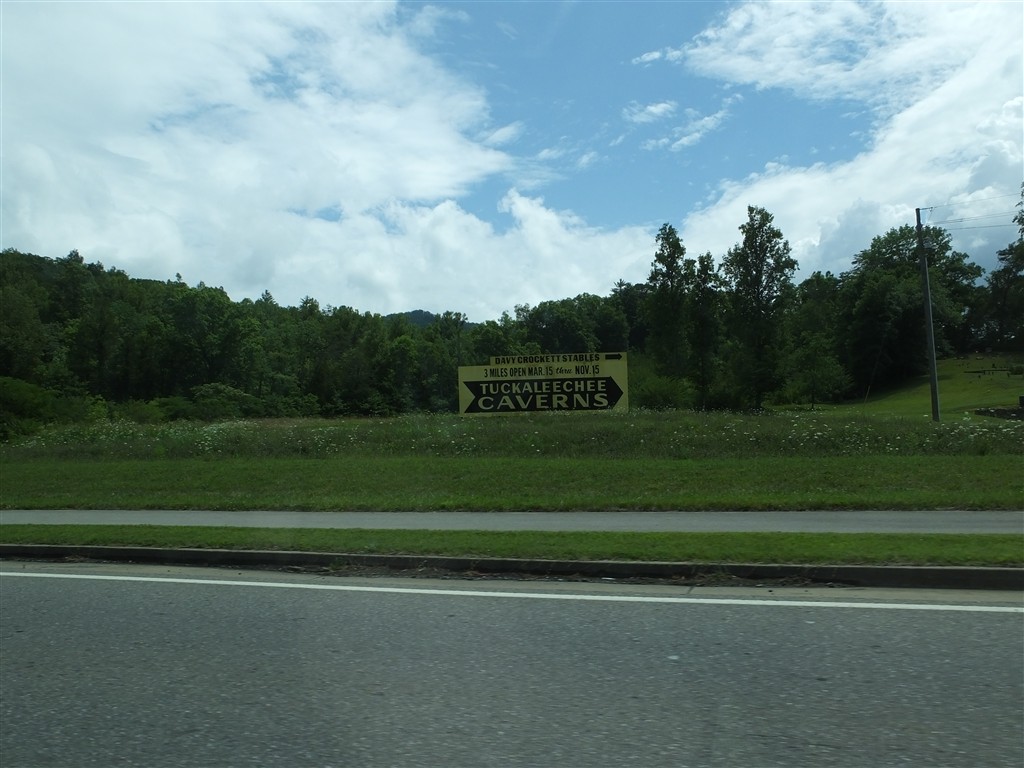 DAVY CROCKETT STABLES
3 MILES OPEN MAR. 15 thru NOV. 15
TUCKALEECHEE
CAVERNS